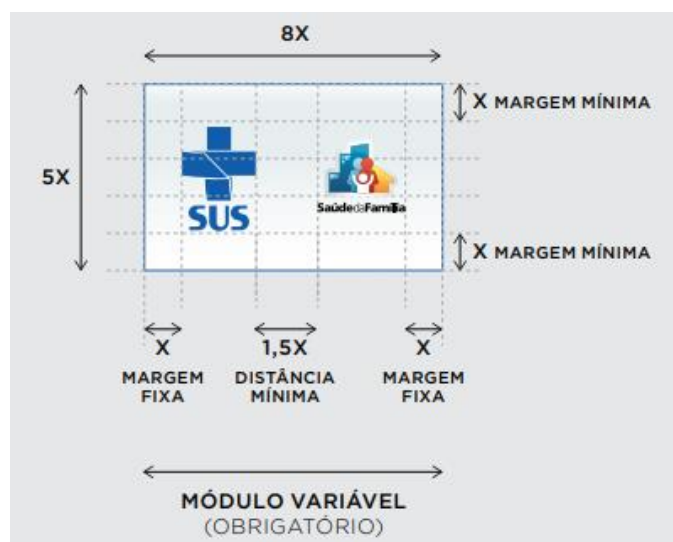 8X
X MARGEM MÍNIMA
5X
SUS
SaúdedaFamília
X MARGEM MÍNIMA
X 1,5X X
MARGEM FIXA DISTÂNCIA MÍNIMA MARGEM FIXA
MÓDULO VARIÁVEL
(OBRIGATÓRIO)